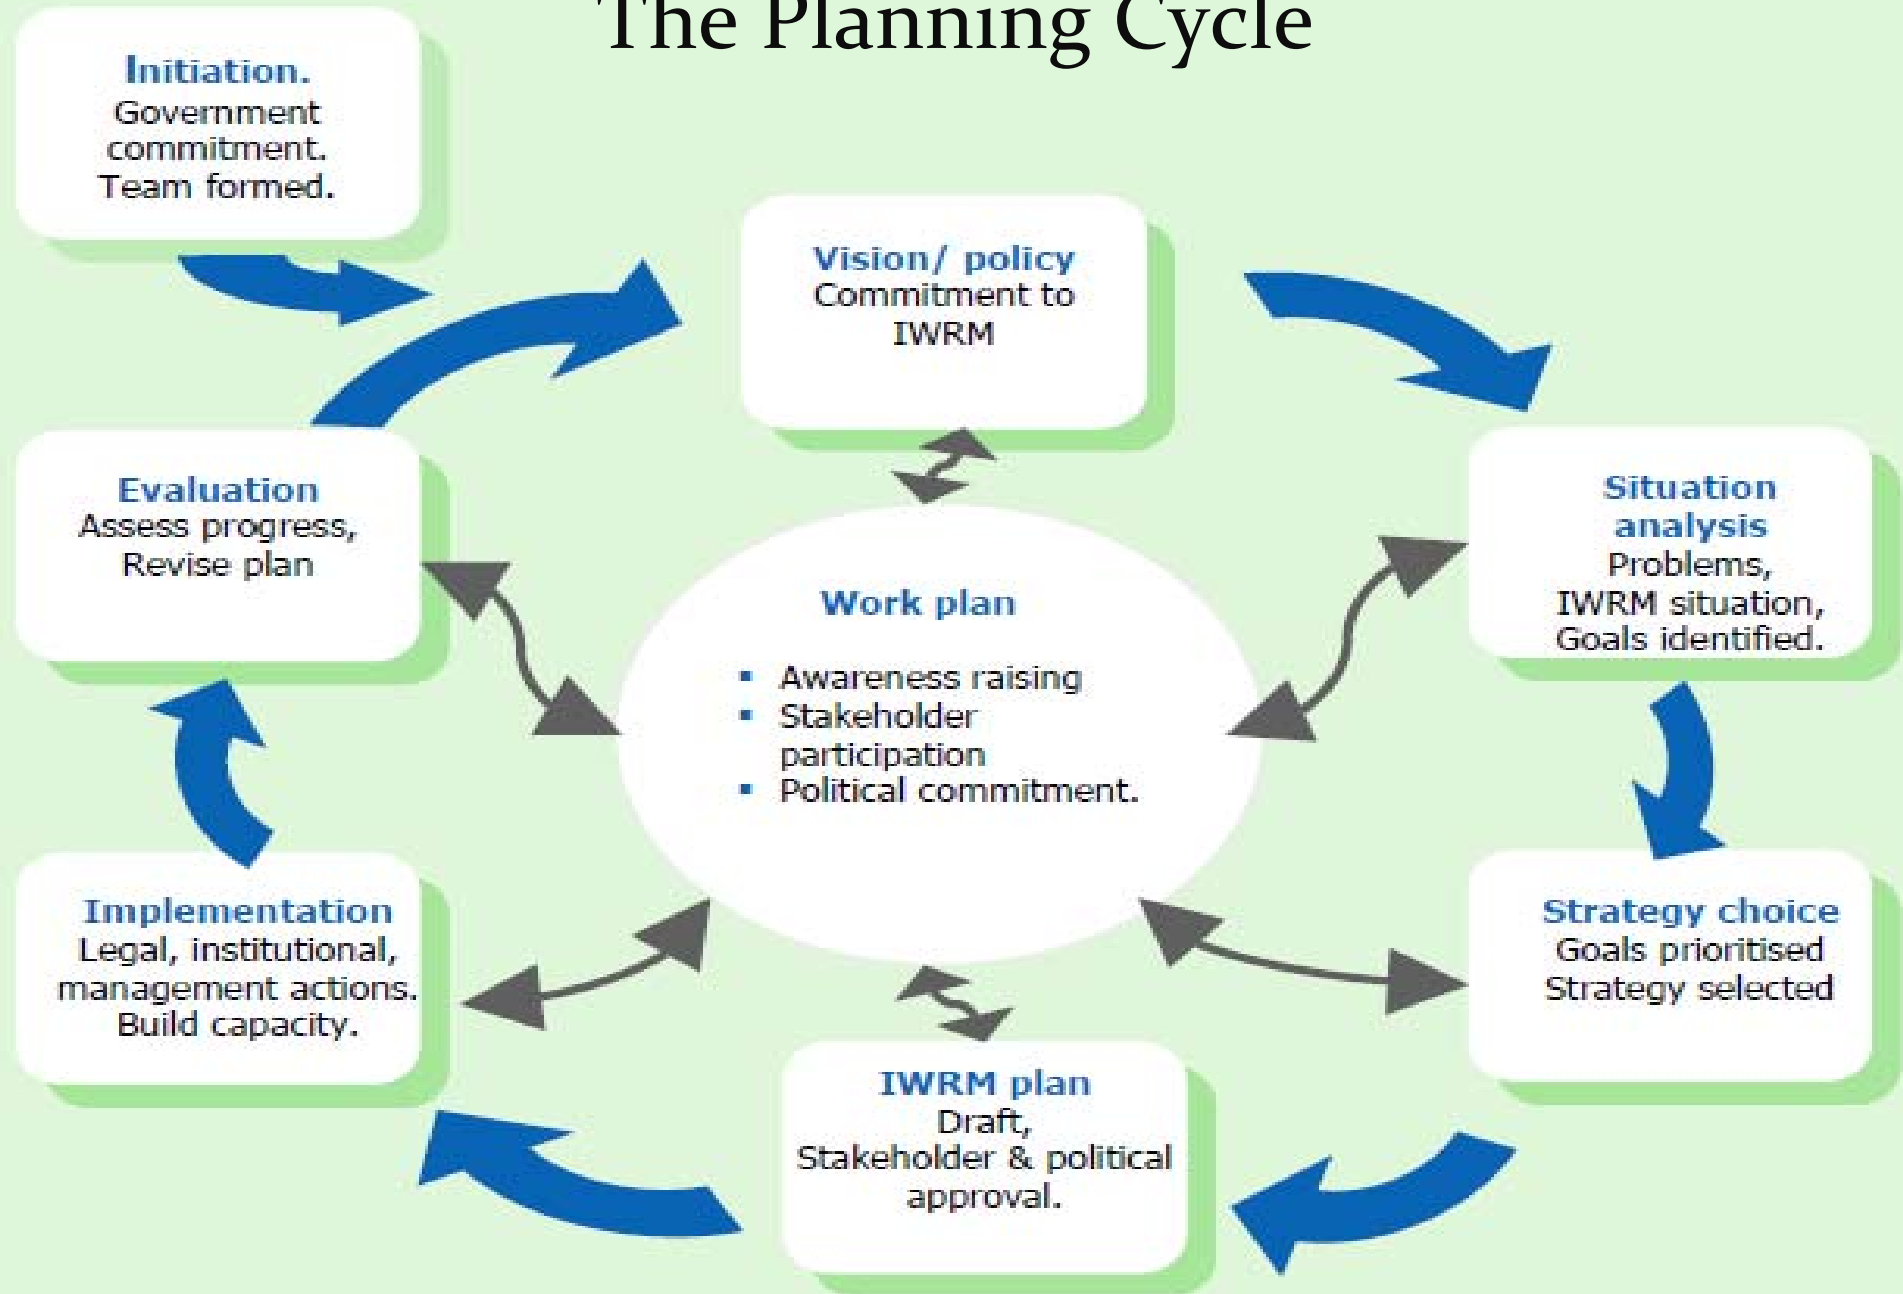 The Planning Cycle
Initiation.
Government
commitment.
Team formed.
Vision/ policy
Commitment to
IWRM
Evaluation
Assess progress,
Revise plan
Situation
analysis
Problems,
IWRM situation,
Goals identified.
Work plan
▪ Awareness raising
▪ Stakeholder
participation
▪ Political commitment.
Implementation
Legal, institutional,
management actions.
Build capacity.
Strategy choice
Goals prioritised
Strategy selected
IWRM plan
Draft,
Stakeholder & political
approval.